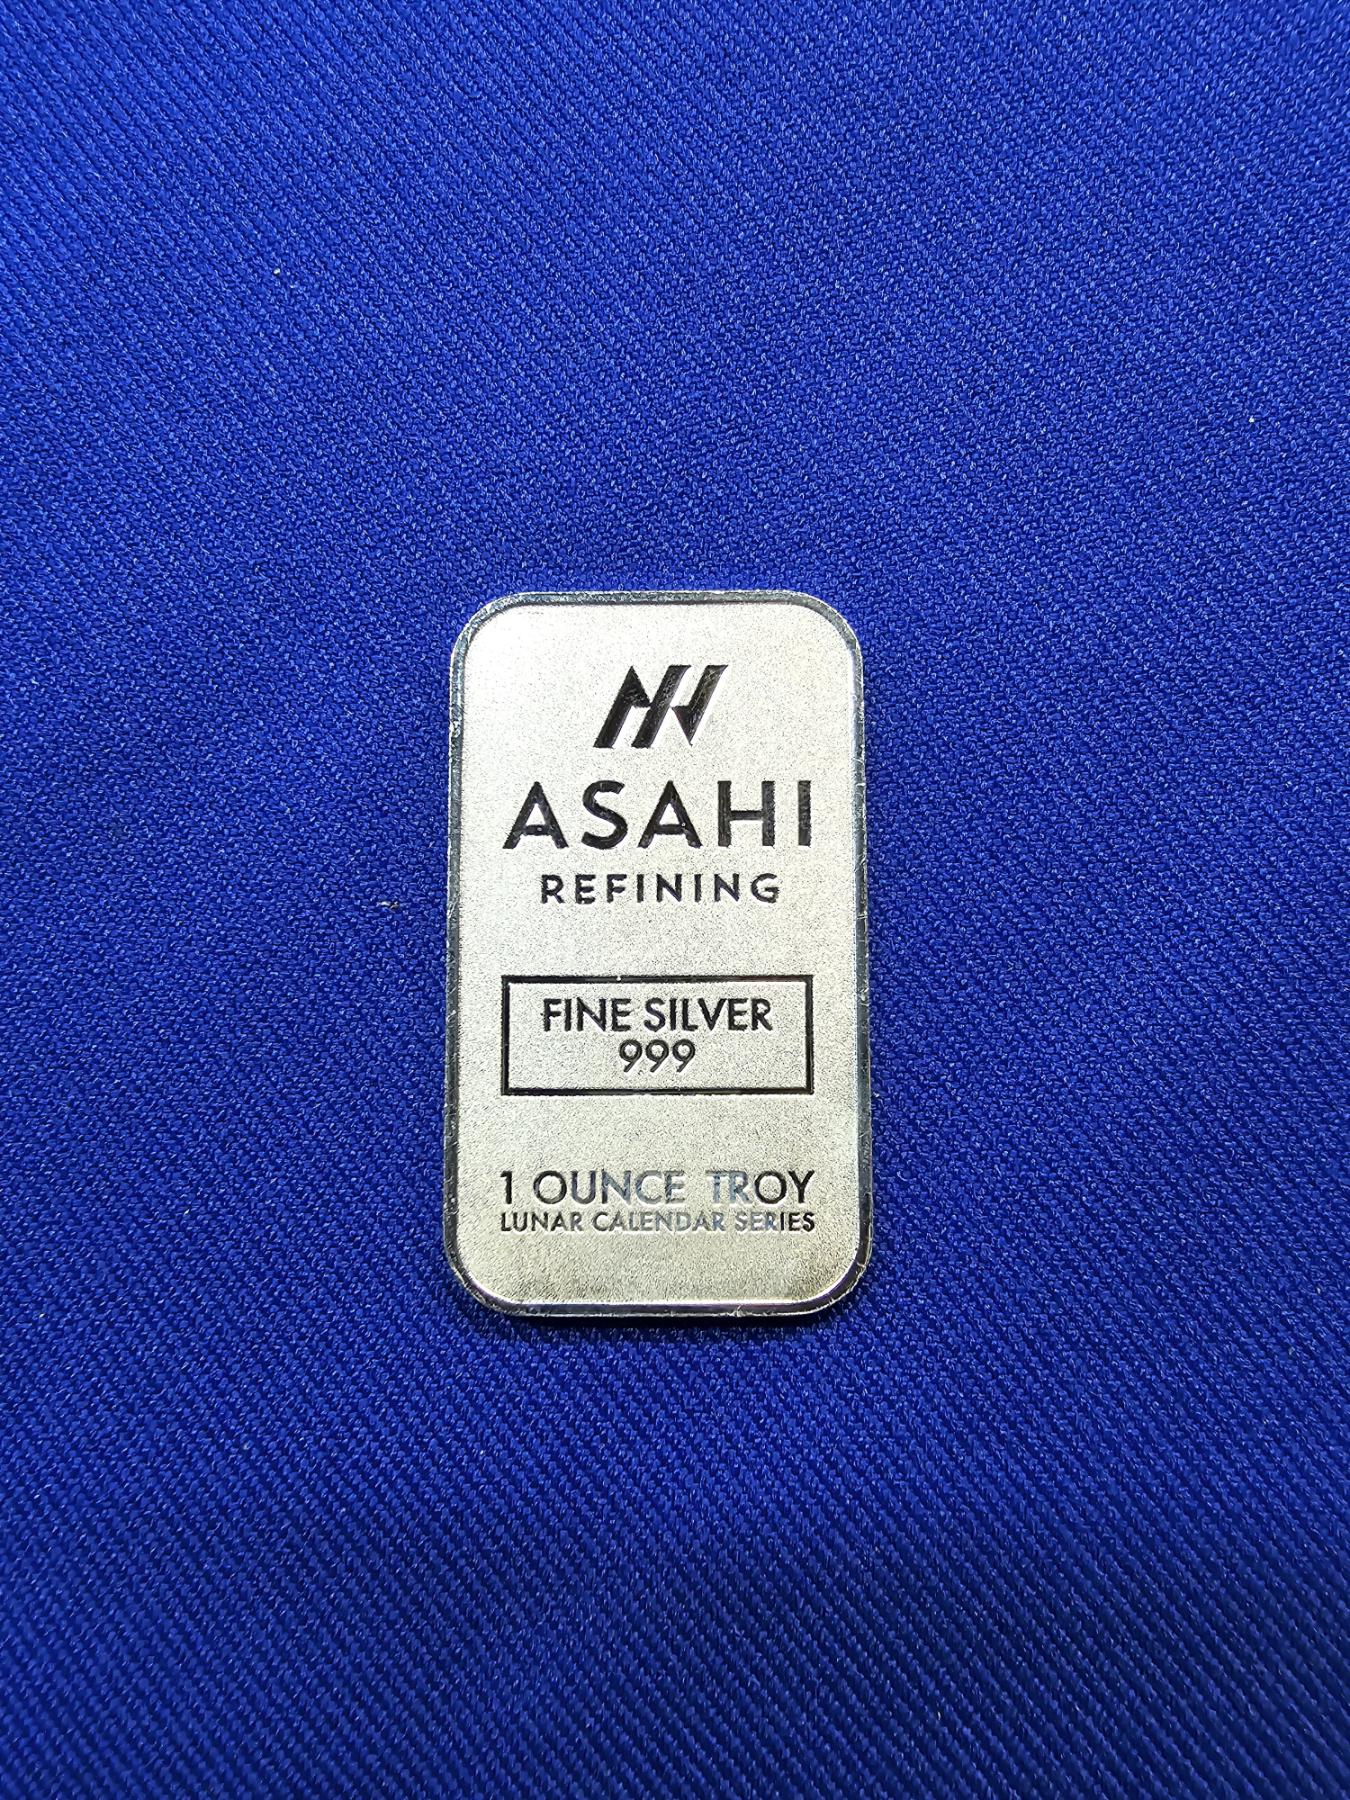 ASAHI
REFINING
FINE SILVER
999
1 OUNCE TROY
LUNAR CALENDAR SERIES